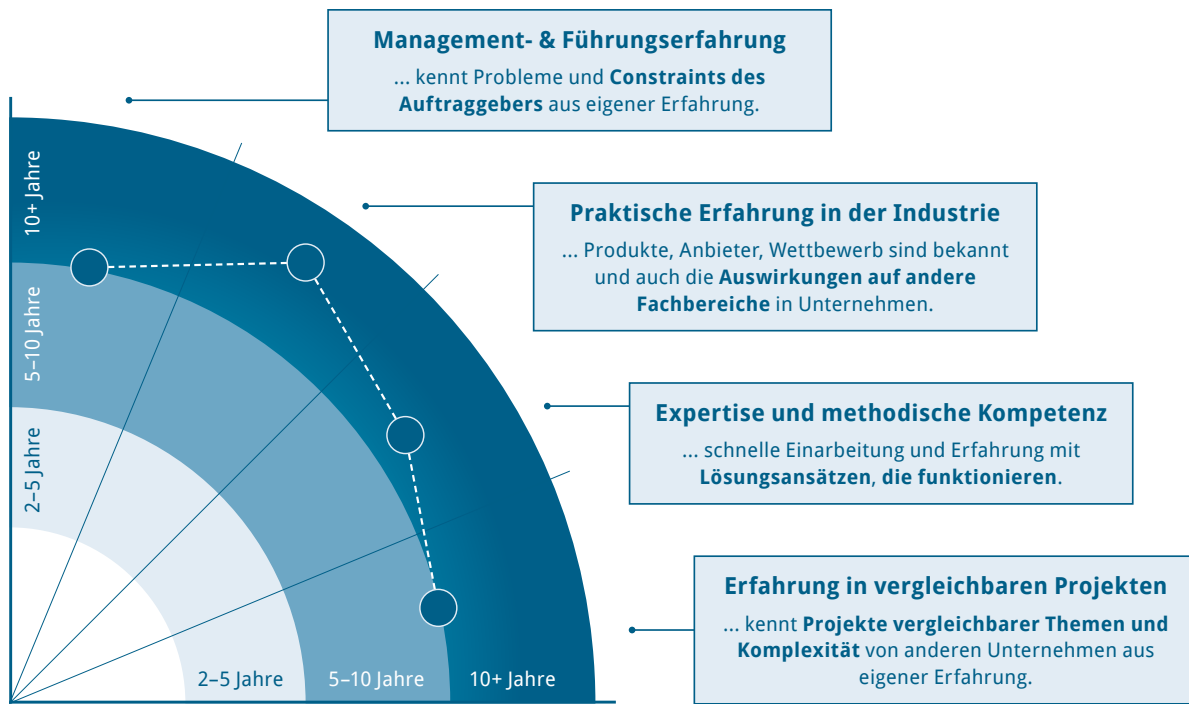 Management- & Führungserfahrung
... kennt Probleme und Constraints des
Auftraggebers aus eigener Erfahrung.
Praktische Erfahrung in der Industrie
... Produkte, Anbieter, Wettbewerb sind bekannt
und auch die Auswirkungen auf andere
Fachbereiche in Unternehmen.
Expertise und methodische Kompetenz
... schnelle Einarbeitung und Erfahrung mit
Lösungsansätzen, die funktionieren.
Erfahrung in vergleichbaren Projekten
... kennt Projekte vergleichbarer Themen und
Komplexität von anderen Unternehmen aus
eigener Erfahrung.
10+ Jahre
5–10 Jahre
2–5 Jahre
2–5 Jahre
5–10 Jahre
10+ Jahre